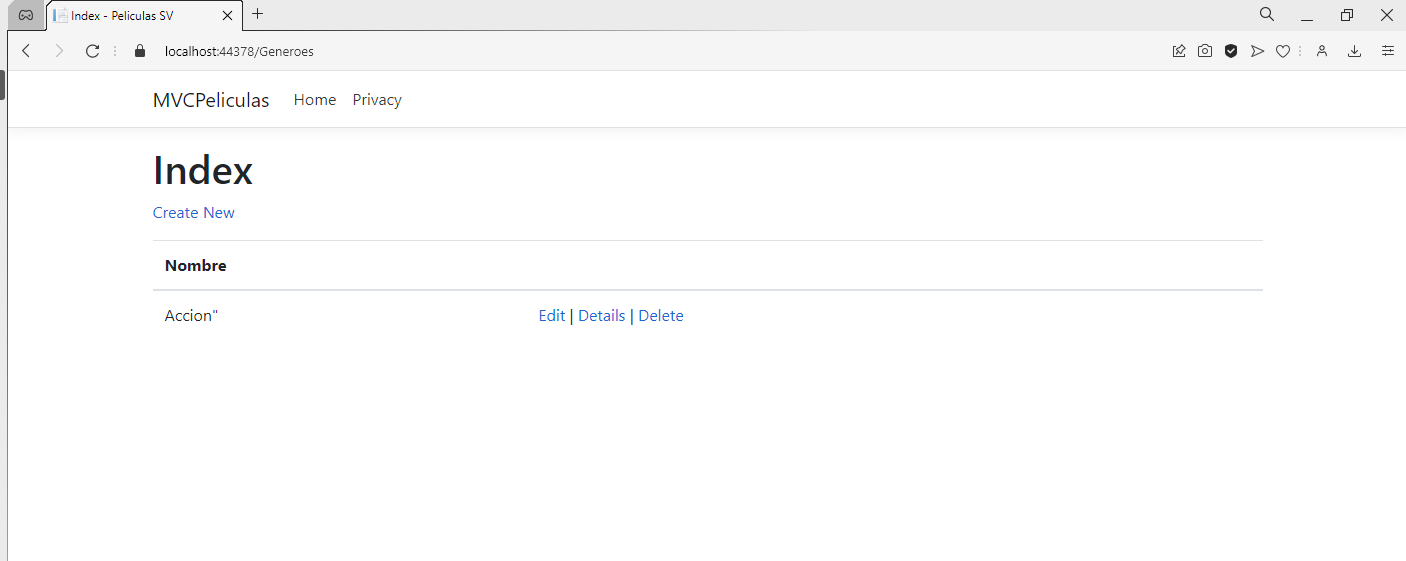 Index - Peliculas SV
localhost:44378/Generoes
MVCPeliculas Home Privacy
Index
Create New
Nombre
Accion" Edit | Details | Delete